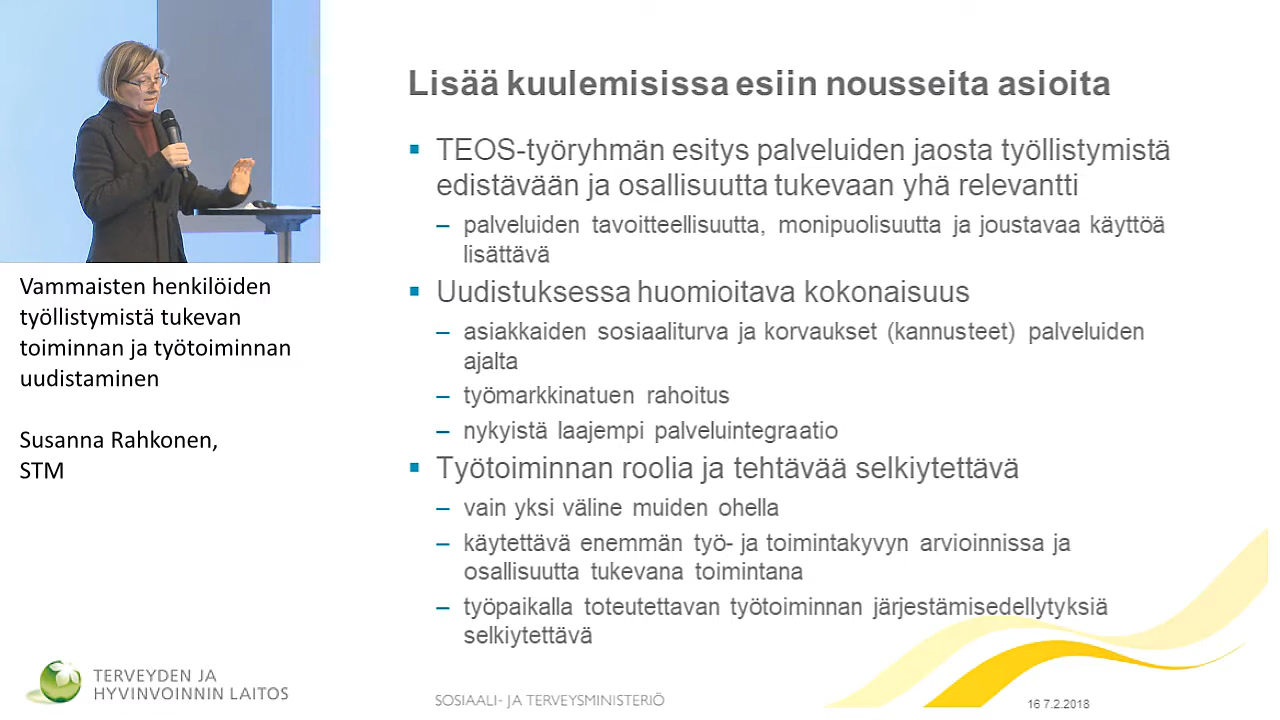 Lisää kuulemisissa esiin nousseita asioita
TEOS-työryhmän esitys palveluiden jaosta työllistymistä
edistävään ja osallisuutta tukevaan yhä relevantti
– palveluiden tavoitteellisuutta, monipuolisuutta ja joustavaa käyttöä
lisättävä
Uudistuksessa huomioitava kokonaisuus
– asiakkaiden sosiaaliturva ja korvaukset (kannusteet) palveluiden
ajalta
– työmarkkinatuen rahoitus
– nykyistä laajempi palveluintegraatio
Työtoiminnan roolia ja tehtävää selkiytettävä
– vain yksi väline muiden ohella
– käytettävä enemmän työ- ja toimintakyvyn arvioinnissa ja
osallisuutta tukevana toimintana
– työpaikalla toteutettavan työtoiminnan järjestämisedellytyksiä
selkiytettävä
Vammaisten henkilöiden
työllistymistä tukevan
toiminnan ja työtoiminnan
uudistaminen
Susanna Rahkonen,
STM
TERVEYDEN JA
HYVINVOINNIN LAITOS
SOSIAALI- JA TERVEYSMINISTERIÖ
16 7.2.2018